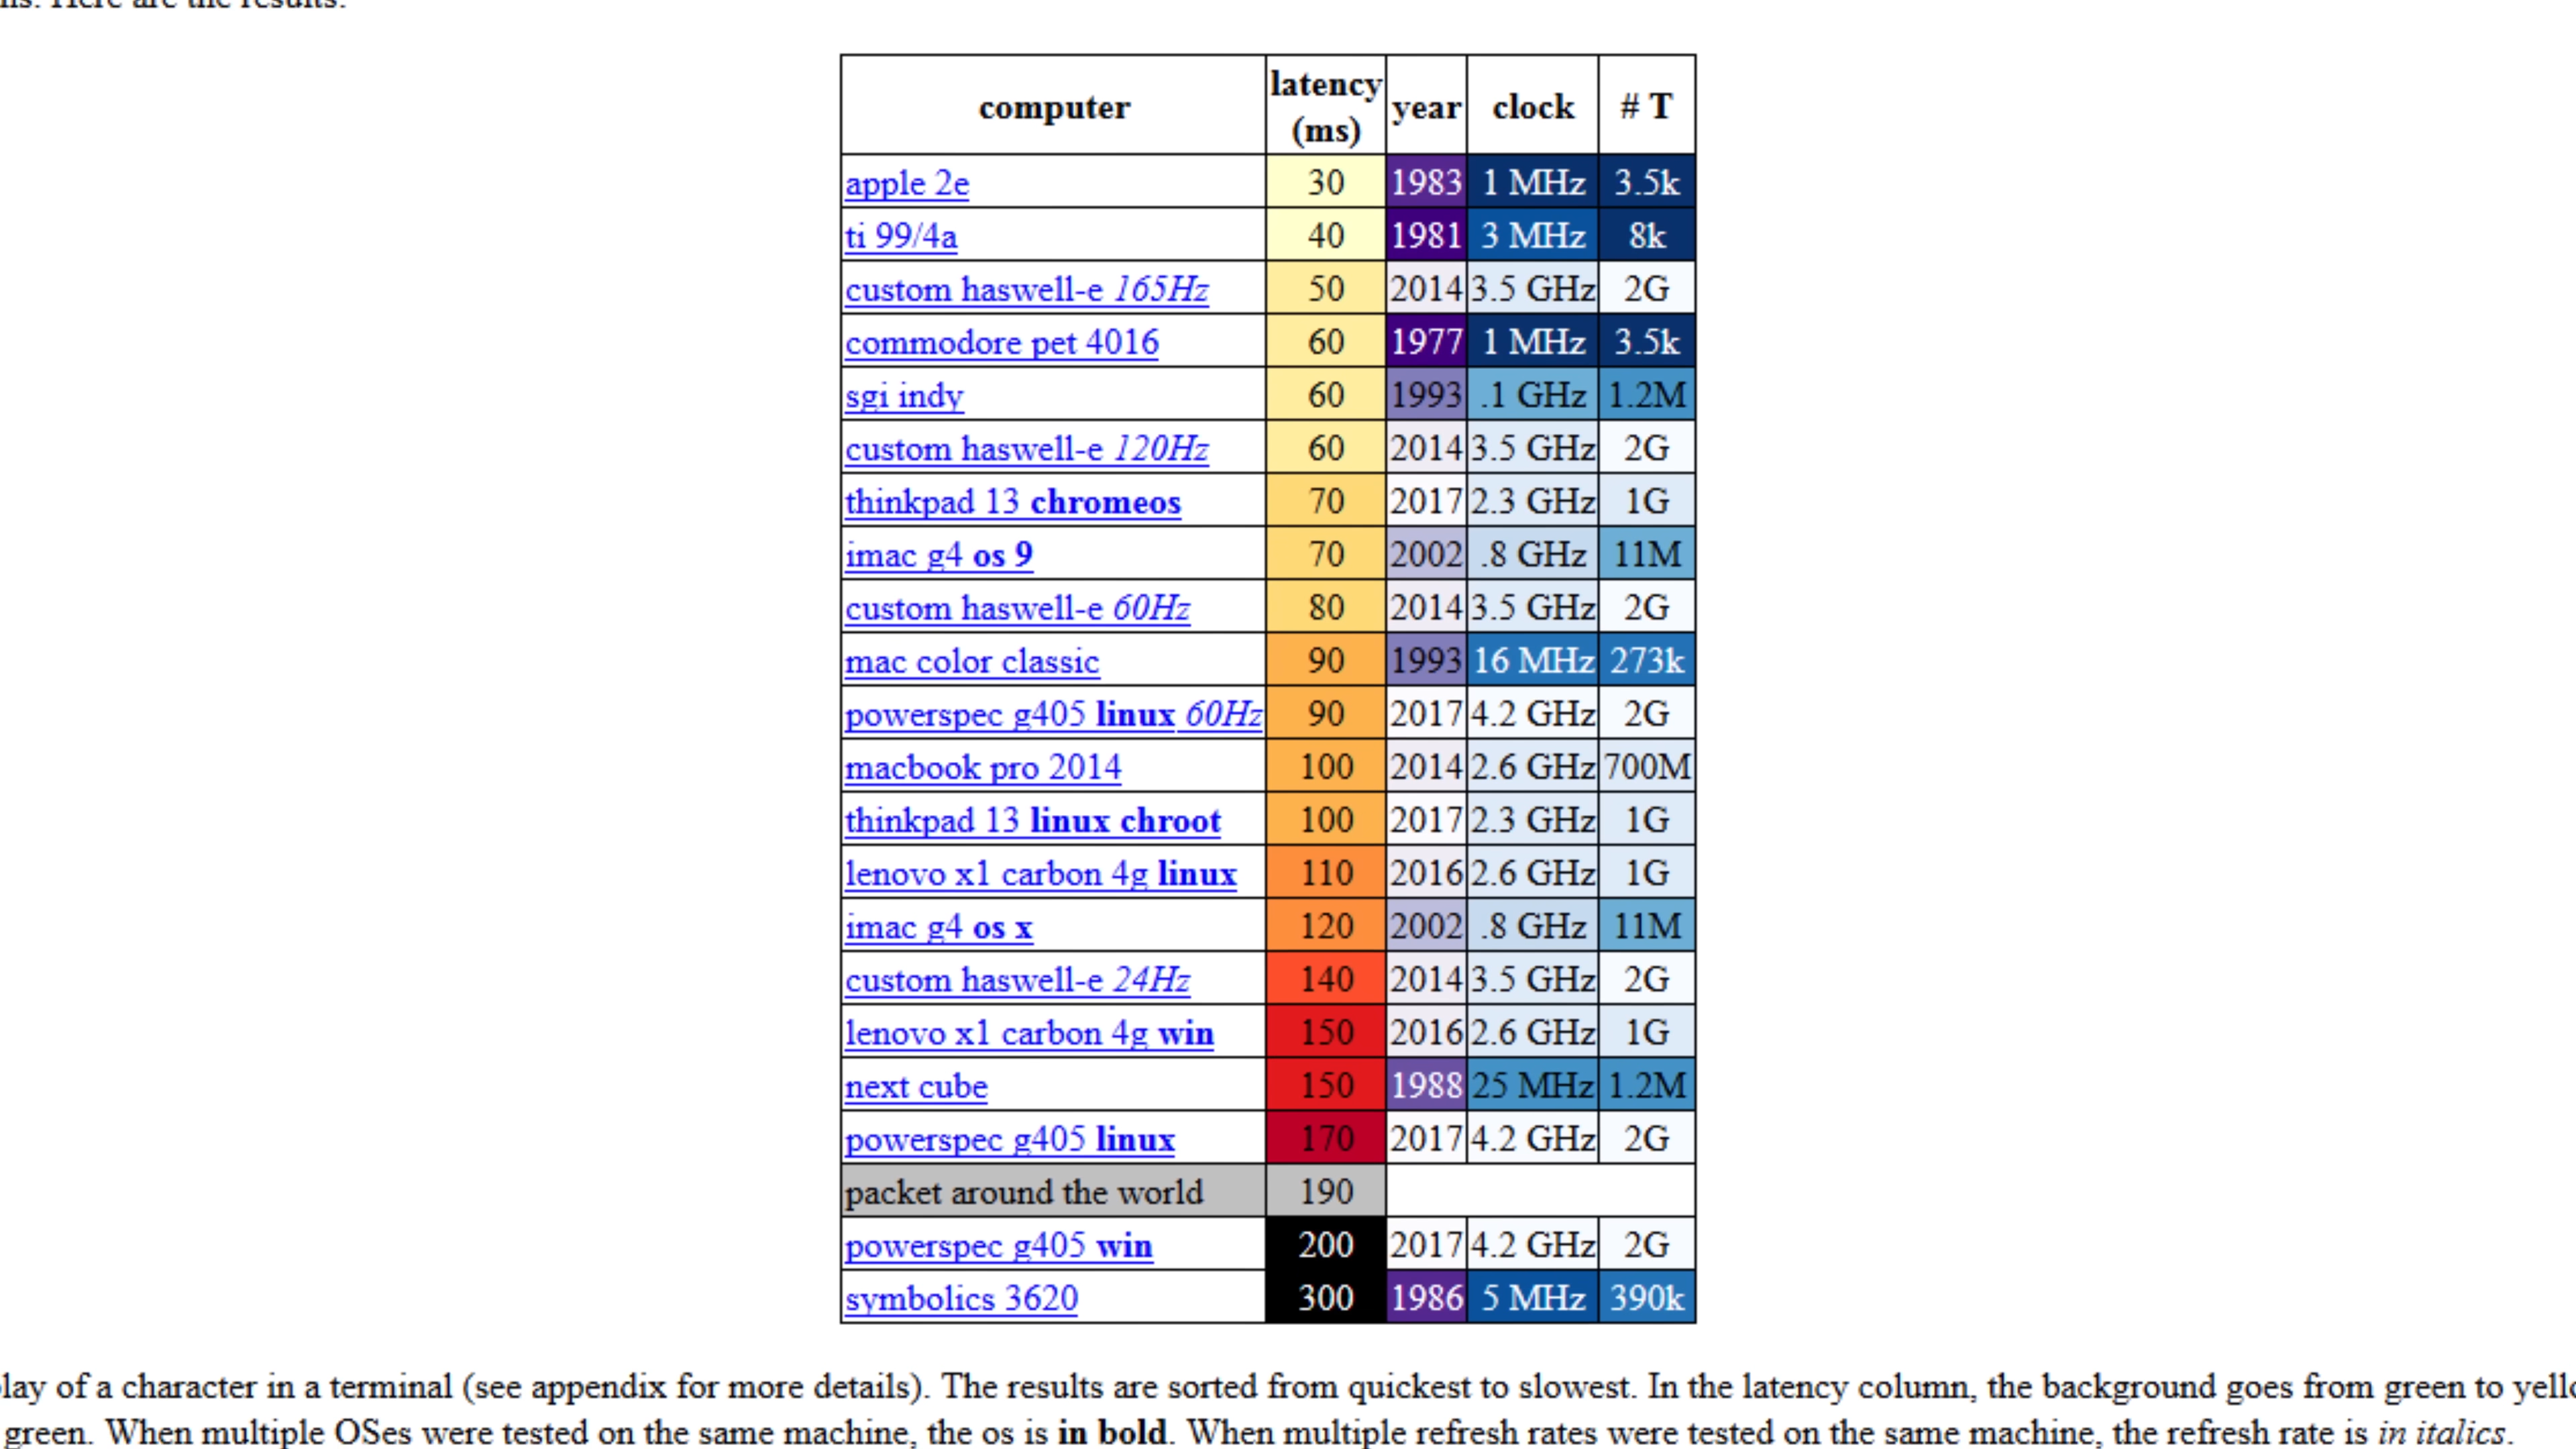 ns. Here are the results:
computer latency (ms) year clock # T
apple 2e 30 1983 1 MHz 3.5k
ti 99/4a 40 1981 3 MHz 8k
custom haswell-e 165Hz 50 2014 3.5 GHz 2G
commodore pet 4016 60 1977 1 MHz 3.5k
sgi indy 60 1993 .1 GHz 1.2M
custom haswell-e 120Hz 60 2014 3.5 GHz 2G
thinkpad 13 chromeos 70 2017 2.3 GHz 1G
imac g4 os 9 70 2002 .8 GHz 11M
custom haswell-e 60Hz 80 2014 3.5 GHz 2G
mac color classic 90 1993 16 MHz 273k
powerspec g405 linux 60Hz 90 2017 4.2 GHz 2G
macbook pro 2014 100 2014 2.6 GHz 700M
thinkpad 13 linux chroot 100 2017 2.3 GHz 1G
lenovo x1 carbon 4g linux 110 2016 2.6 GHz 1G
imac g4 os x 120 2002 .8 GHz 11M
custom haswell-e 24Hz 140 2014 3.5 GHz 2G
lenovo x1 carbon 4g win 150 2016 2.6 GHz 1G
next cube 150 1988 25 MHz 1.2M
powerspec g405 linux 170 2017 4.2 GHz 2G
packet around the world 190
powerspec g405 win 200 2017 4.2 GHz 2G
symbolics 3620 300 1986 5 MHz 390k
lay of a character in a terminal (see appendix for more details). The results are sorted from quickest to slowest. In the latency column, the background goes from green to yell
green. When multiple OSes were tested on the same machine, the os is in bold. When multiple refresh rates were tested on the same machine, the refresh rate is in italics.